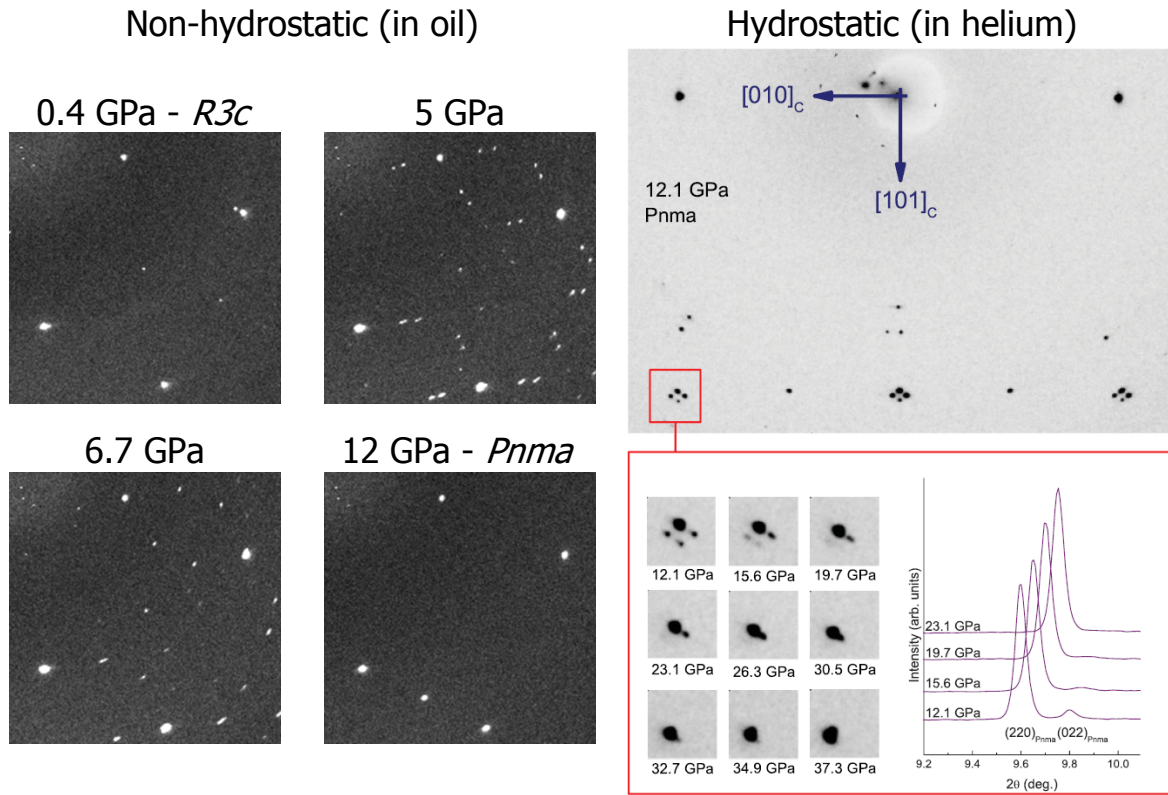 Non-hydrostatic (in oil)
Hydrostatic (in helium)
0.4 GPa - R3c
5 GPa
6.7 GPa
12 GPa - Pnma
[010]C
[101]C
12.1 GPa
Pnma
12.1 GPa
15.6 GPa
19.7 GPa
23.1 GPa
26.3 GPa
30.5 GPa
32.7 GPa
34.9 GPa
37.3 GPa
Intensity (arb. units)
23.1 GPa
19.7 GPa
15.6 GPa
12.1 GPa
(220)Pnma (022)Pnma
9.2 9.4 9.6 9.8 10.0
2θ (deg.)